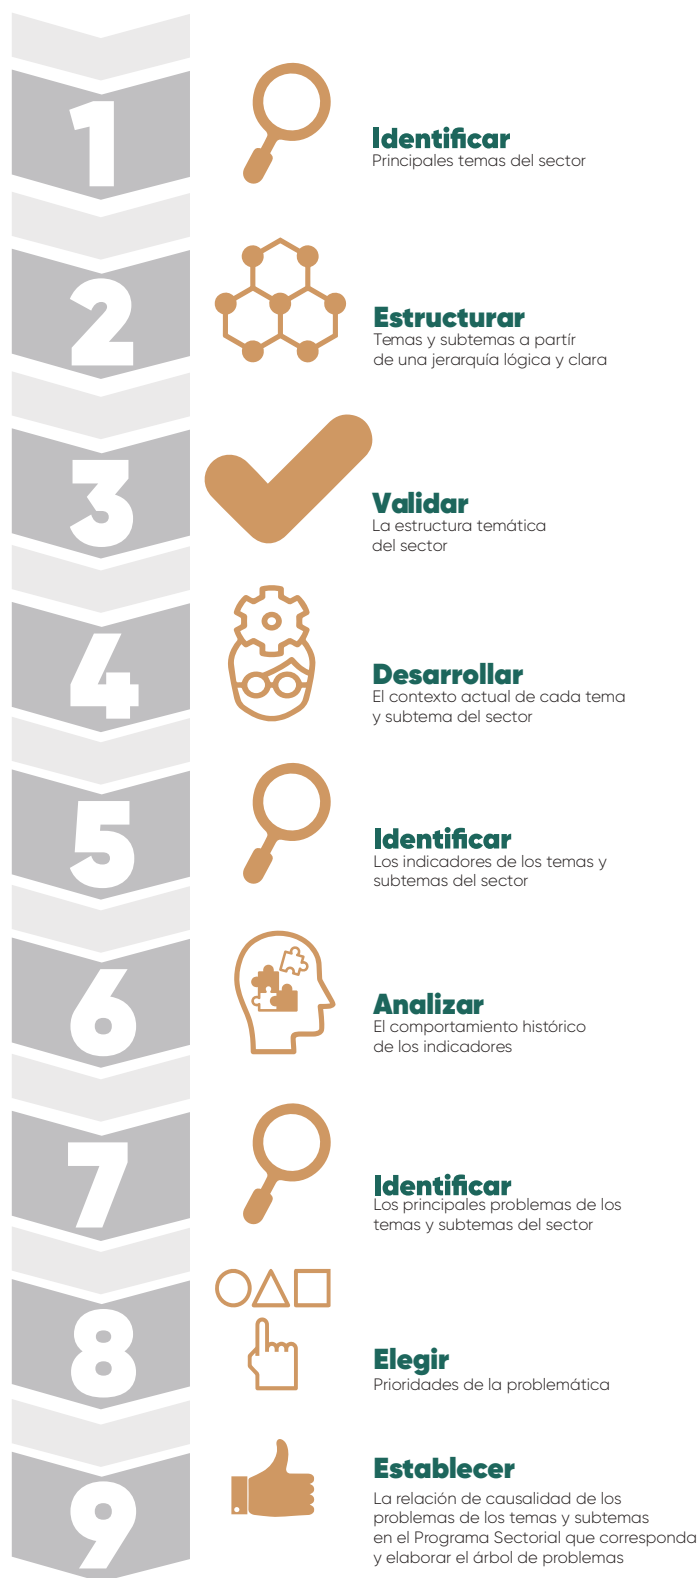 1
Identificar
Principales temas del sector
2
Estructurar
Temas y subtemas a partír
de una jerarquía lógica y clara
3
Validar
La estructura temática
del sector
4
Desarrollar
El contexto actual de cada tema
y subtema del sector
5
Identificar
Los indicadores de los temas y
subtemas del sector
6
Analizar
El comportamiento histórico
de los indicadores
7
Identificar
Los principales problemas de los
temas y subtemas del sector
8
Elegir
Prioridades de la problemática
9
Establecer
La relación de causalidad de los
problemas de los temas y subtemas
en el Programa Sectorial que corresponda
y elaborar el árbol de problemas